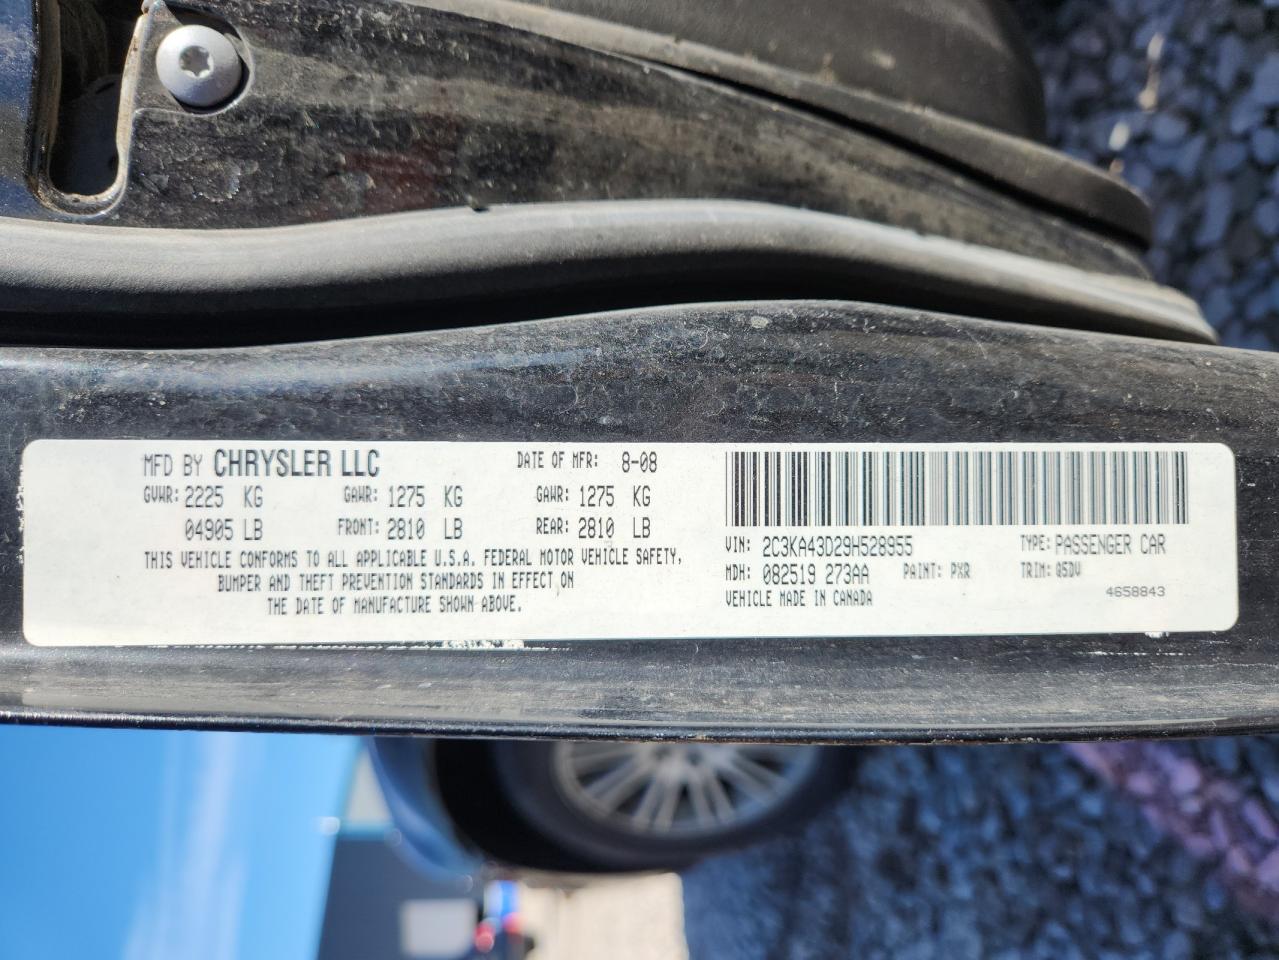 MFD BY CHRYSLER LLC DATE OF MFR: 8-08
GVWR: 2225 KG GAWR: 1275 KG GAWR: 1275 KG
04905 LB FRONT: 2810 LB REAR: 2810 LB
THIS VEHICLE CONFORMS TO ALL APPLICABLE U.S.A. FEDERAL MOTOR VEHICLE SAFETY,
BUMPER AND THEFT PREVENTION STANDARDS IN EFFECT ON
THE DATE OF MANUFACTURE SHOWN ABOVE.
VIN: 2C3KA43D29H528955 TYPE: PASSENGER CAR
MDH: 082519 273AA PAINT: PXR TRIM: Q5DV
VEHICLE MADE IN CANADA 4658843